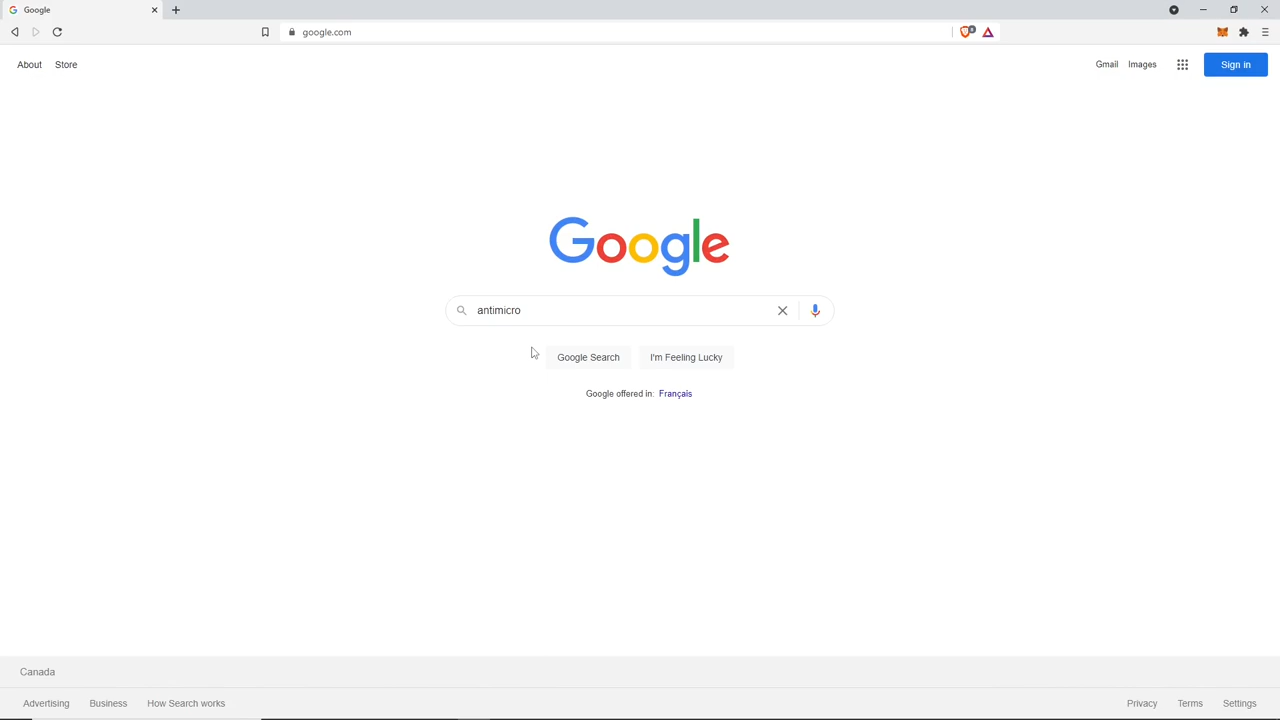 Google
google.com
About Store
Gmail Images Sign in
Google
antimicro
Google Search I'm Feeling Lucky
Google offered in: Français
Canada
Advertising Business How Search works
Privacy Terms Settings